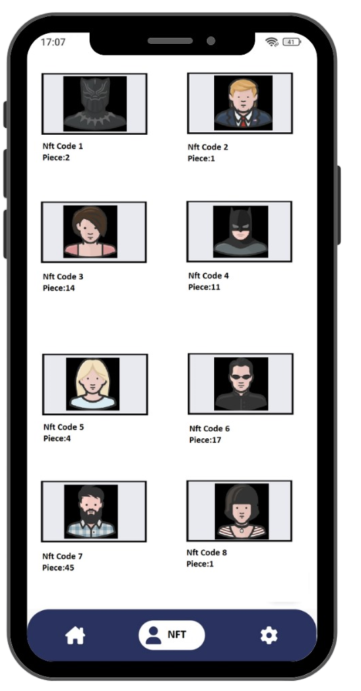 17:07
41
Nft Code 1
Piece:2
Nft Code 2
Piece:1
Nft Code 3
Piece:14
Nft Code 4
Piece:11
Nft Code 5
Piece:4
Nft Code 6
Piece:17
Nft Code 7
Piece:45
Nft Code 8
Piece:1
NFT